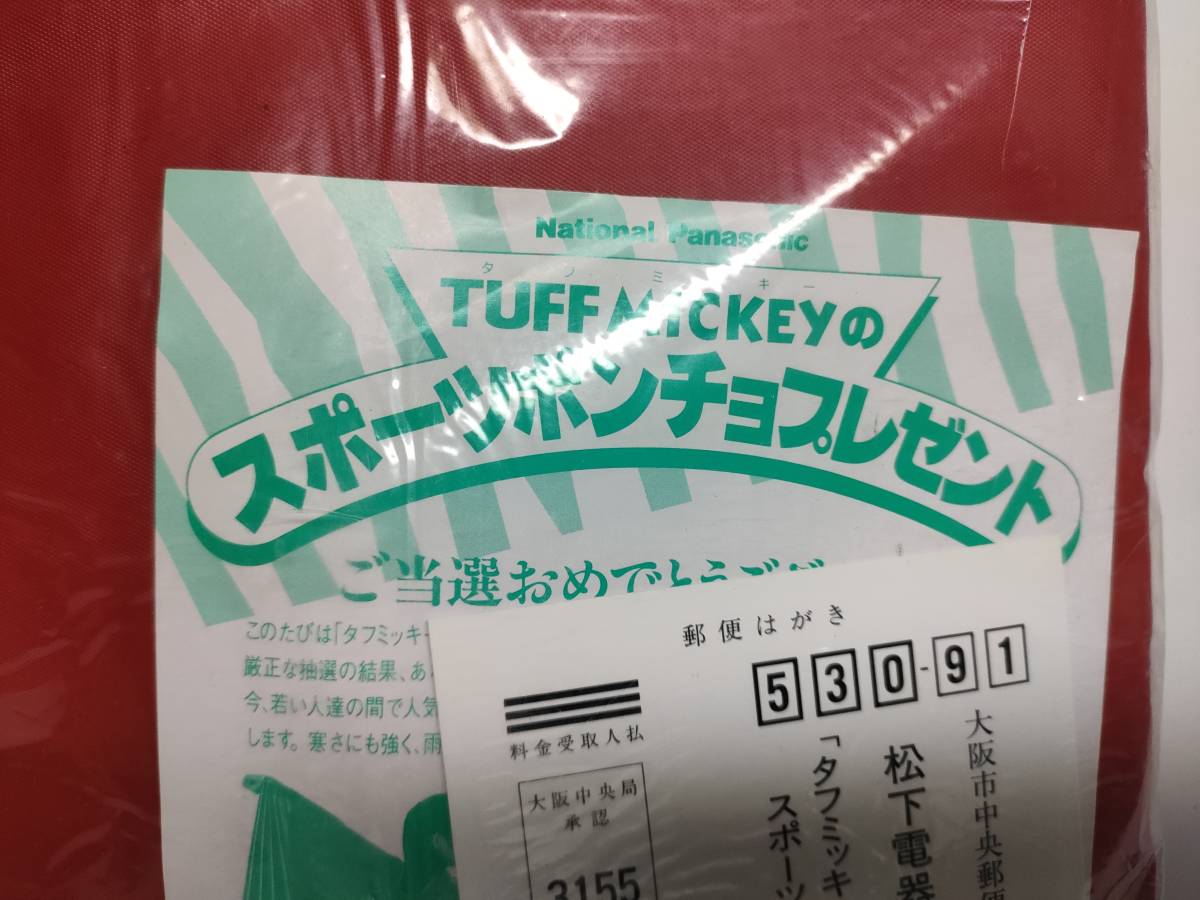 National Panasonic
タフミッキー
TUFF MICKEYの
スポーツポンチョプレゼント
ご当選おめでとうござ
このたびは「タフミッキー
厳正な抽選の結果、あ
今、若い人達の間で人気
します。寒さにも強く、雨
郵便はがき
530-91
料金受取人払
大阪中央局
承認
3155
大阪市中央郵便
松下電器
「タフミッキ
スポーツ